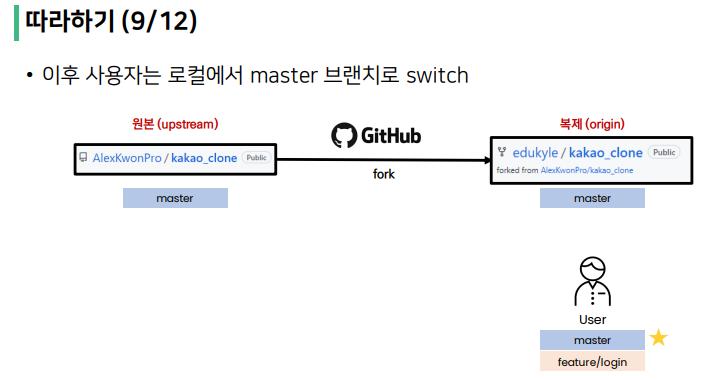 따라하기 (9/12)
• 이후 사용자는 로컬에서 master 브랜치로 switch
원본 (upstream)
AlexKwonPro / kakao_clone Public
master
GitHub
fork
복제 (origin)
edukyle / kakao_clone Public
forked from AlexKwonPro/kakao_clone
master
User
master
feature/login